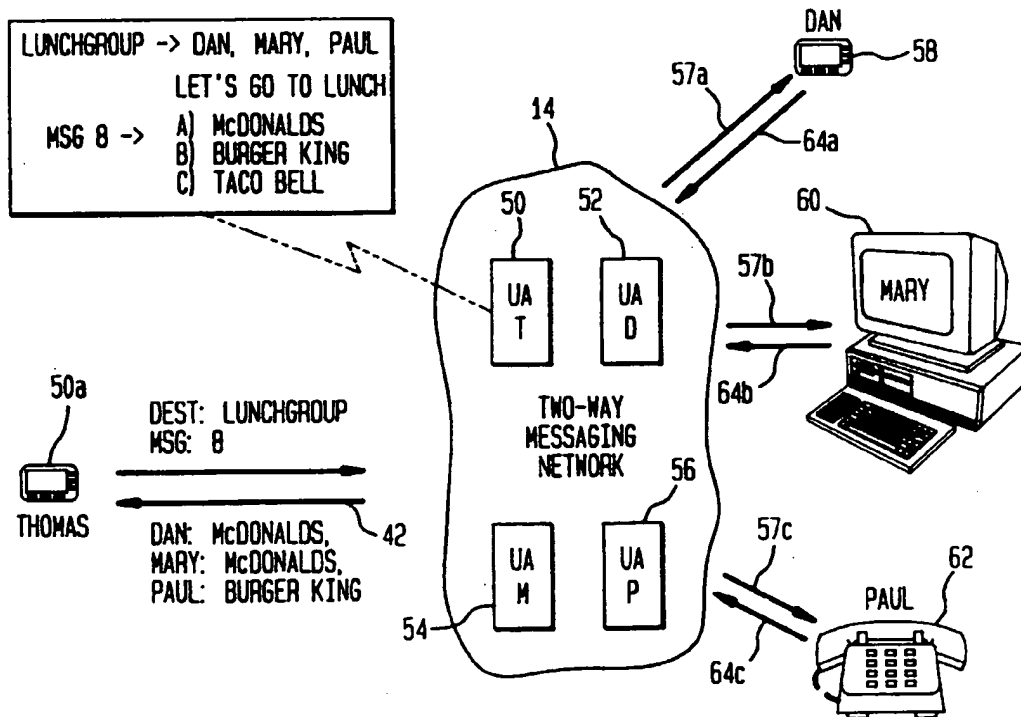 LUNCHGROUP -> DAN, MARY, PAUL
LET'S GO TO LUNCH
MSG 8 -> A) McDONALDS
B) BURGER KING
C) TACO BELL
DAN
58
57a
64a
14
50
52
UA
T
UA
D
60
57b
MARY
64b
50a
DEST: LUNCHGROUP
MSG: 8
THOMAS
42
DAN: McDONALDS,
MARY: McDONALDS,
PAUL: BURGER KING
TWO-WAY
MESSAGING
NETWORK
56
UA
M
UA
P
54
57c
62
PAUL
64c